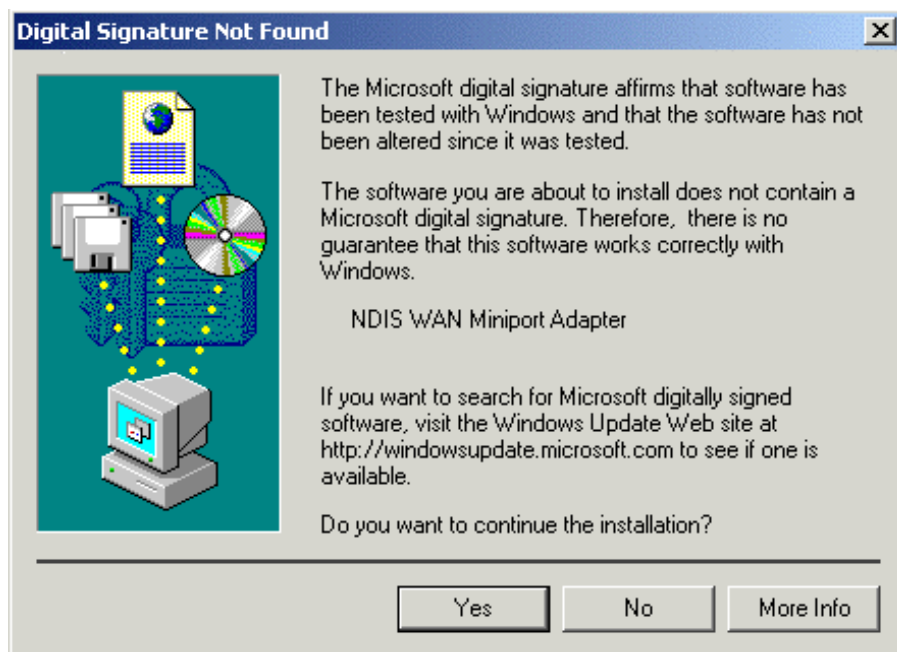 Digital Signature Not Found
The Microsoft digital signature affirms that software has
been tested with Windows and that the software has not
been altered since it was tested.
The software you are about to install does not contain a
Microsoft digital signature. Therefore, there is no
guarantee that this software works correctly with
Windows.
NDIS WAN Miniport Adapter
If you want to search for Microsoft digitally signed
software, visit the Windows Update Web site at
http://windowsupdate.microsoft.com to see if one is
available.
Do you want to continue the installation?
Yes
No
More Info